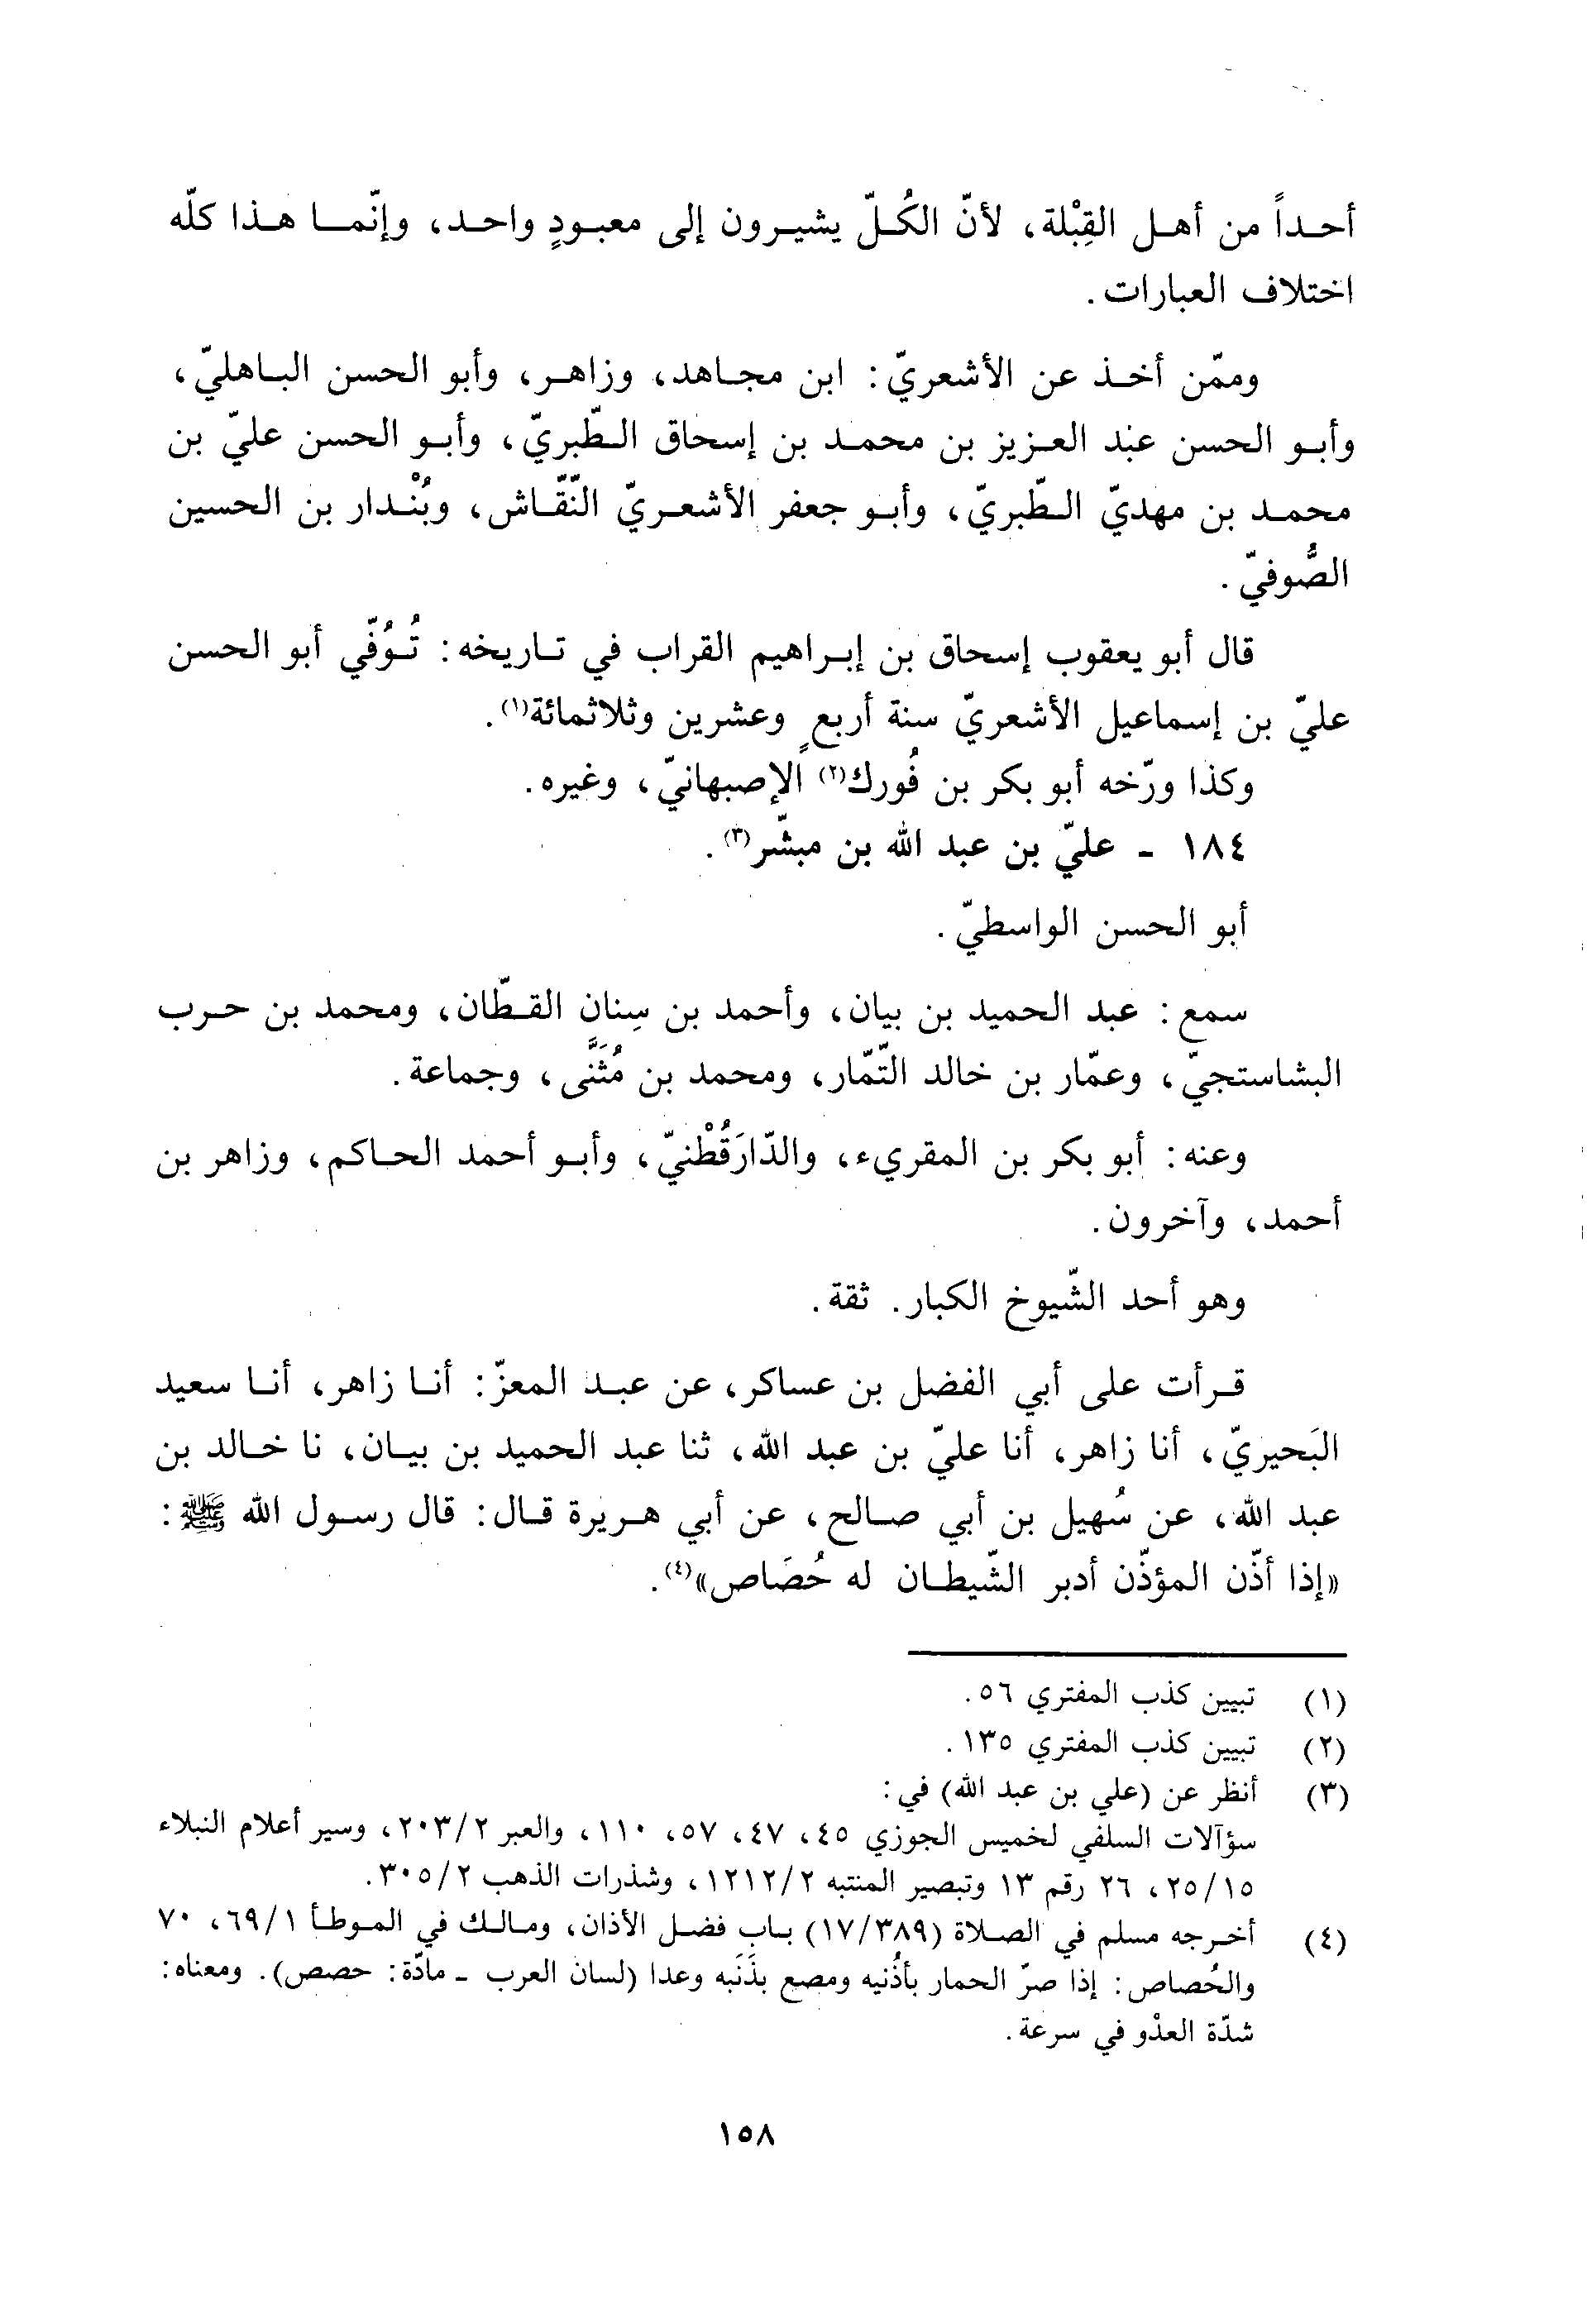 أحداً من أهل القِبْلة، لأنّ الكُلّ يشيرون إلى معبودٍ واحد، وإنّما هذا كلّه
اختلاف العبارات.
وممّن أخذ عن الأشعريّ: ابن مجاهد، وزاهر، وأبو الحسن الباهليّ،
وأبو الحسن عبد العزيز بن محمد بن إسحاق الطّبريّ، وأبو الحسن عليّ بن
محمد بن مهديّ الطّبريّ، وأبو جعفر الأشعريّ النّقّاش، وبُنْدار بن الحسين
الصُّوفيّ.
قال أبو يعقوب إسحاق بن إبراهيم القراب في تاريخه: تُوُفّي أبو الحسن
عليّ بن إسماعيل الأشعريّ سنة أربعٍ وعشرين وثلاثمائة(١).
وكذا ورّخه أبو بكر بن فُورك(٢) الإصبهانيّ، وغيره.
١٨٤ - عليّ بن عبد الله بن مبشّر(٣).
أبو الحسن الواسطيّ.
سمع: عبد الحميد بن بيان، وأحمد بن سِنان القطّان، ومحمد بن حرب
البشاستجيّ، وعمّار بن خالد التّمّار، ومحمد بن مُثَنَّى، وجماعة.
وعنه: أبو بكر بن المقريء، والدّارَقُطْنيّ، وأبو أحمد الحاكم، وزاهر بن
أحمد، وآخرون.
وهو أحد الشّيوخ الكبار. ثقة.
قرأت على أبي الفضل بن عساكر، عن عبد المعزّ: أنا زاهر، أنا سعيد
البَحيريّ، أنا زاهر، أنا عليّ بن عبد الله، ثنا عبد الحميد بن بيان، نا خالد بن
عبد الله، عن سُهيل بن أبي صالح، عن أبي هريرة قال: قال رسول الله ﷺ:
«إذا أذّن المؤذّن أدبر الشّيطان له حُصَاص»(٤).
(١) تبيين كذب المفتري ٥٦.
(٢) تبيين كذب المفتري ١٣٥.
(٣) أنظر عن (علي بن عبد الله) في:
سؤآلات السلفي لخميس الجوزي ٤٥، ٤٧، ٥٧، ١١٠، والعبر ٢/٢٠٣، وسير أعلام النبلاء
٢٥/١٥، ٢٦ رقم ١٣ وتبصير المنتبه ١٢١٢/٢، وشذرات الذهب ٣٠٥/٢.
(٤) أخرجه مسلم في الصلاة (١٧/٣٨٩) باب فضل الأذان، ومالك في الموطأ ٦٩/١، ٧٠
والحُصاص: إذا صرّ الحمار بأذُنيه ومصع بذَنَبه وعدا (لسان العرب - مادّة: حصص). ومعناه:
شدّة العدْو في سرعة.
١٥٨